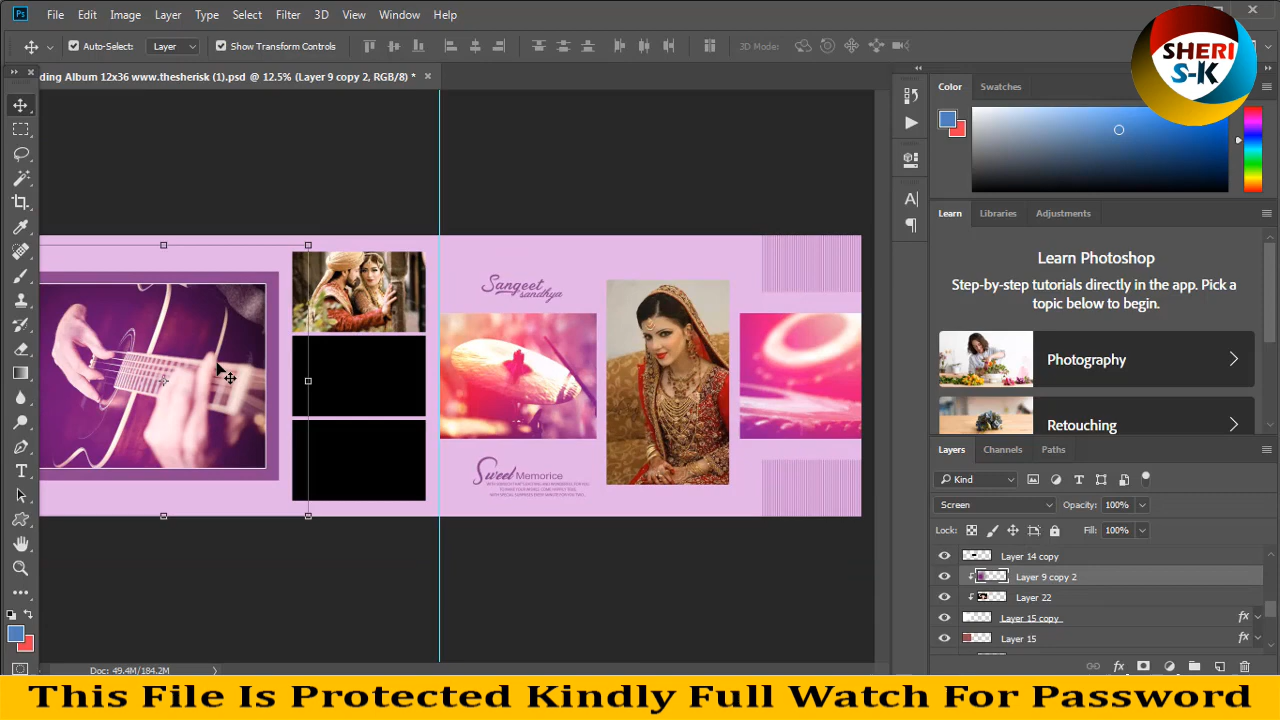 Ps File Edit Image Layer Type Select Filter 3D View Window Help
Auto-Select: Layer Show Transform Controls 3D Mode:
SHERI
S-K
ding Album 12x36 www.thesherisk (1).psd @ 12.5% (Layer 9 copy 2, RGB/8) *
Color Swatches
Learn Libraries Adjustments
Learn Photoshop
Step-by-step tutorials directly in the app. Pick a
topic below to begin.
Photography
Retouching
Sangeet
sandhya
Sweet Memorice
Layers Channels Paths
Kind
Screen Opacity: 100%
Lock: Fill: 100%
Layer 14 copy
Layer 9 copy 2
Layer 22
Layer 15 copy fx
Layer 15 fx
Doc: 49.4M/184.2M
This File Is Protected Kindly Full Watch For Password